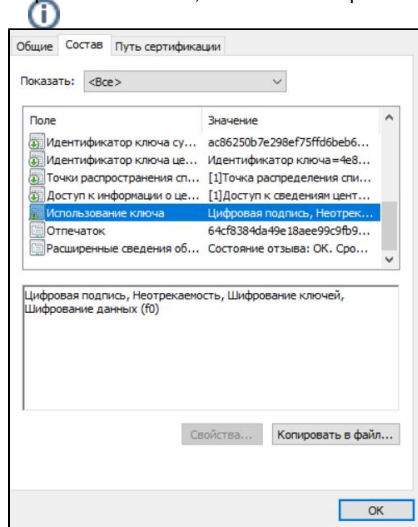 Общие Состав Путь сертификации
Показать: <Все>
Поле Значение
Идентификатор ключа су... ac86250b7e298ef75ffd6beb6...
Идентификатор ключа це... Идентификатор ключа=4e8...
Точки распространения сп... [1]Точка распределения спи...
Доступ к информации о це... [1]Доступ к сведениям цент...
Использование ключа Цифровая подпись, Неотрек...
Отпечаток 64cf8384da49e18aee99c9fb9...
Расширенные сведения об... Состояние отзыва: ОК. Сро...
Цифровая подпись, Неотрекаемость, Шифрование ключей,
Шифрование данных (f0)
Свойства... Копировать в файл...
ОК